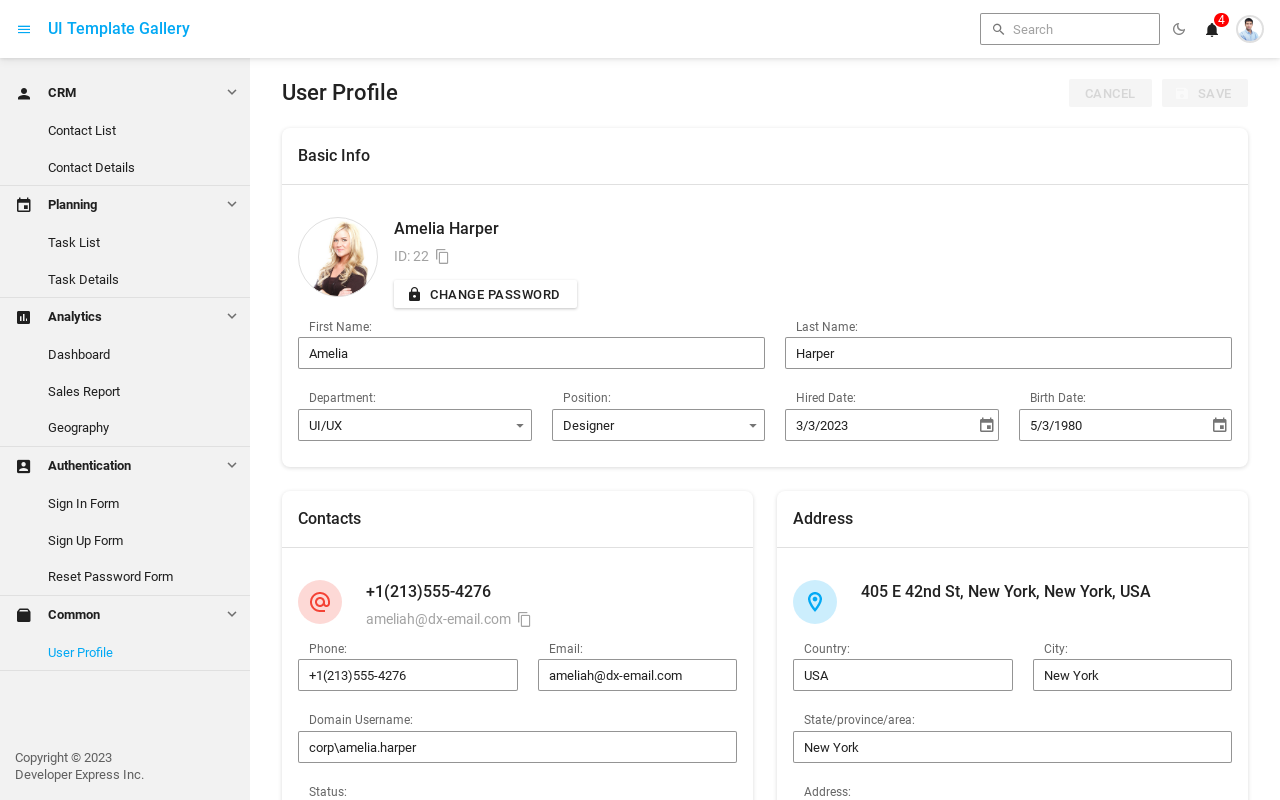 UI Template Gallery
Search
4
CRM
Contact List
Contact Details
Planning
Task List
Task Details
Analytics
Dashboard
Sales Report
Geography
Authentication
Sign In Form
Sign Up Form
Reset Password Form
Common
User Profile
Copyright © 2023
Developer Express Inc.
User Profile
CANCEL
SAVE
Basic Info
Amelia Harper
ID: 22
CHANGE PASSWORD
First Name:
Amelia
Last Name:
Harper
Department:
UI/UX
Position:
Designer
Hired Date:
3/3/2023
Birth Date:
5/3/1980
Contacts
+1(213)555-4276
ameliah@dx-email.com
Phone:
+1(213)555-4276
Email:
ameliah@dx-email.com
Domain Username:
corp\amelia.harper
Status:
Address
405 E 42nd St, New York, New York, USA
Country:
USA
City:
New York
State/province/area:
New York
Address: